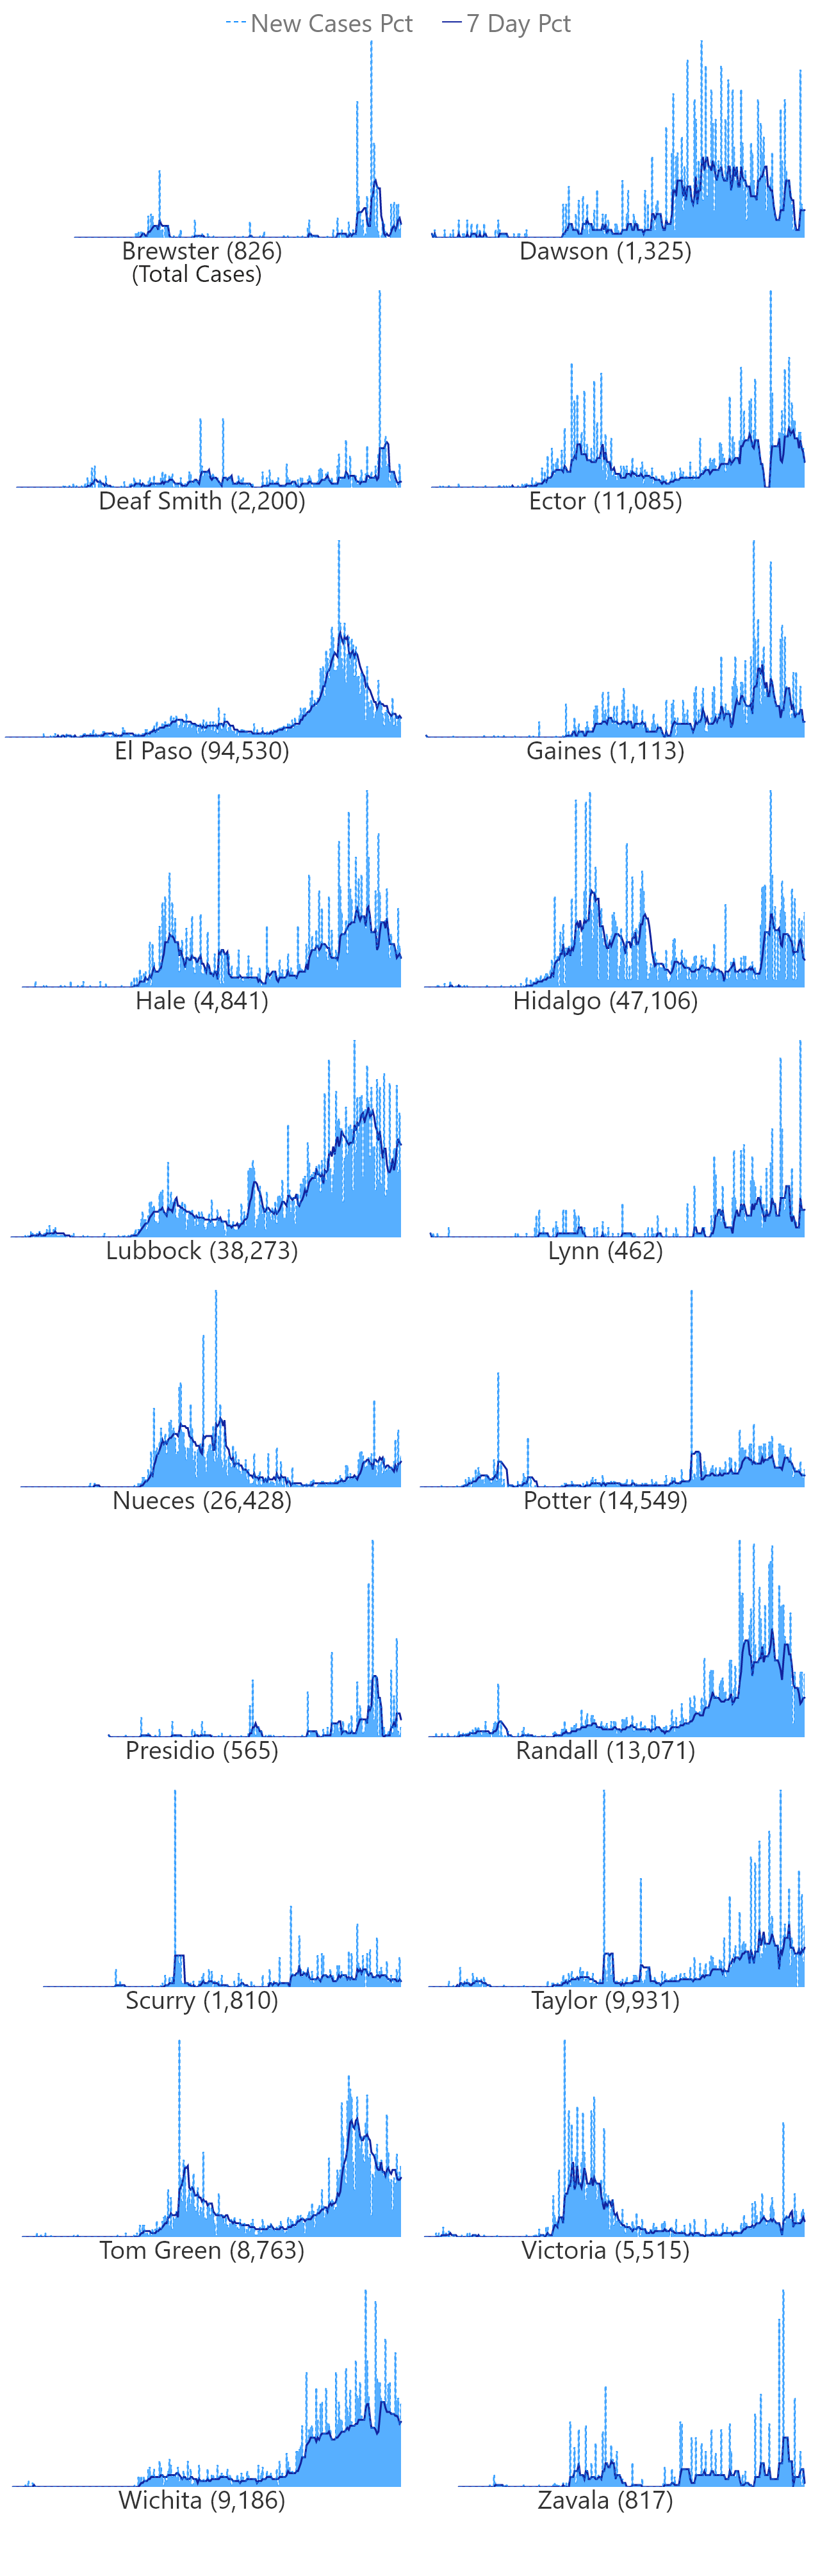 New Cases Pct 7 Day Pct
Brewster (826) Dawson (1,325)
(Total Cases)
Deaf Smith (2,200) Ector (11,085)
El Paso (94,530) Gaines (1,113)
Hale (4,841) Hidalgo (47,106)
Lubbock (38,273) Lynn (462)
Nueces (26,428) Potter (14,549)
Presidio (565) Randall (13,071)
Scurry (1,810) Taylor (9,931)
Tom Green (8,763) Victoria (5,515)
Wichita (9,186) Zavala (817)